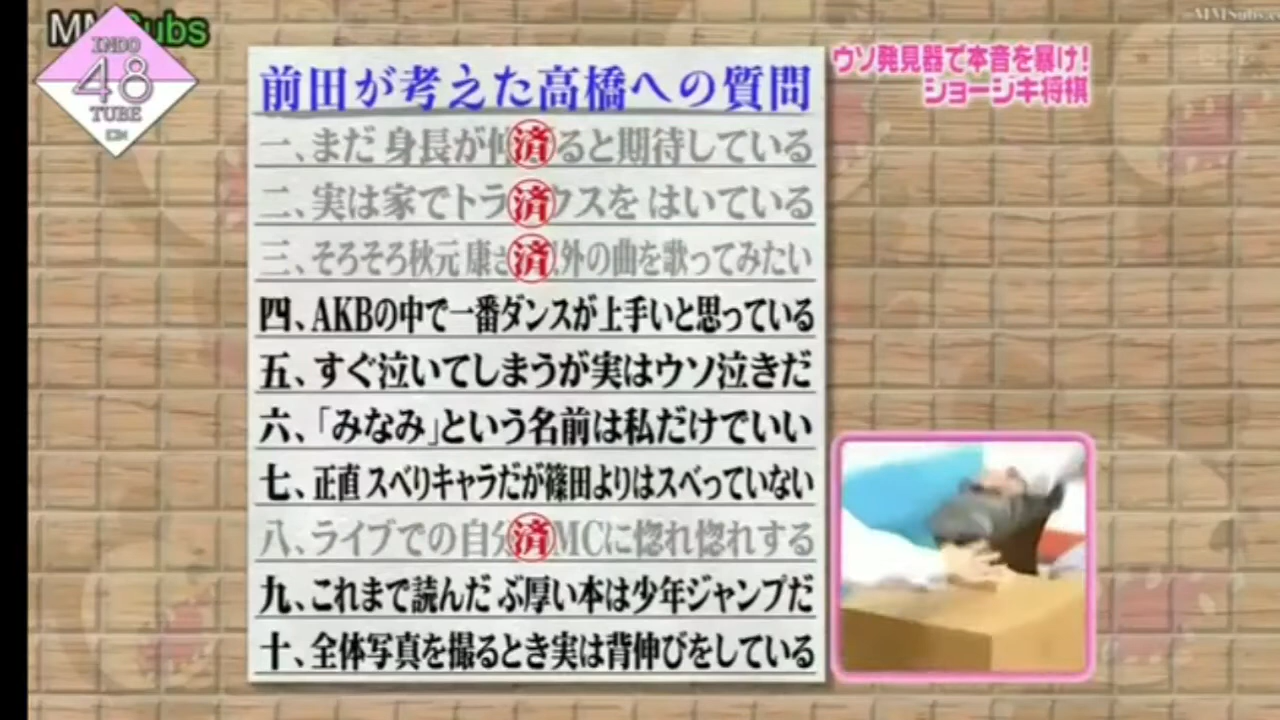 MMSubs
INDO
48
TUBE
ウソ発見器で本音を暴け!
ショージキ将棋
前田が考えた高橋への質問
一、まだ身長が伸済ると期待している
二、実は家でトラ済クスをはいている
三、そろそろ秋元康さ済以外の曲を歌ってみたい
四、AKBの中で一番ダンスが上手いと思っている
五、すぐ泣いてしまうが実はウソ泣きだ
六、「みなみ」という名前は私だけでいい
七、正直スベりキャラだが篠田よりはスベっていない
八、ライブでの自分済MCに惚れ惚れする
九、これまで読んだぶ厚い本は少年ジャンプだ
十、全体写真を撮るとき実は背伸びをしている